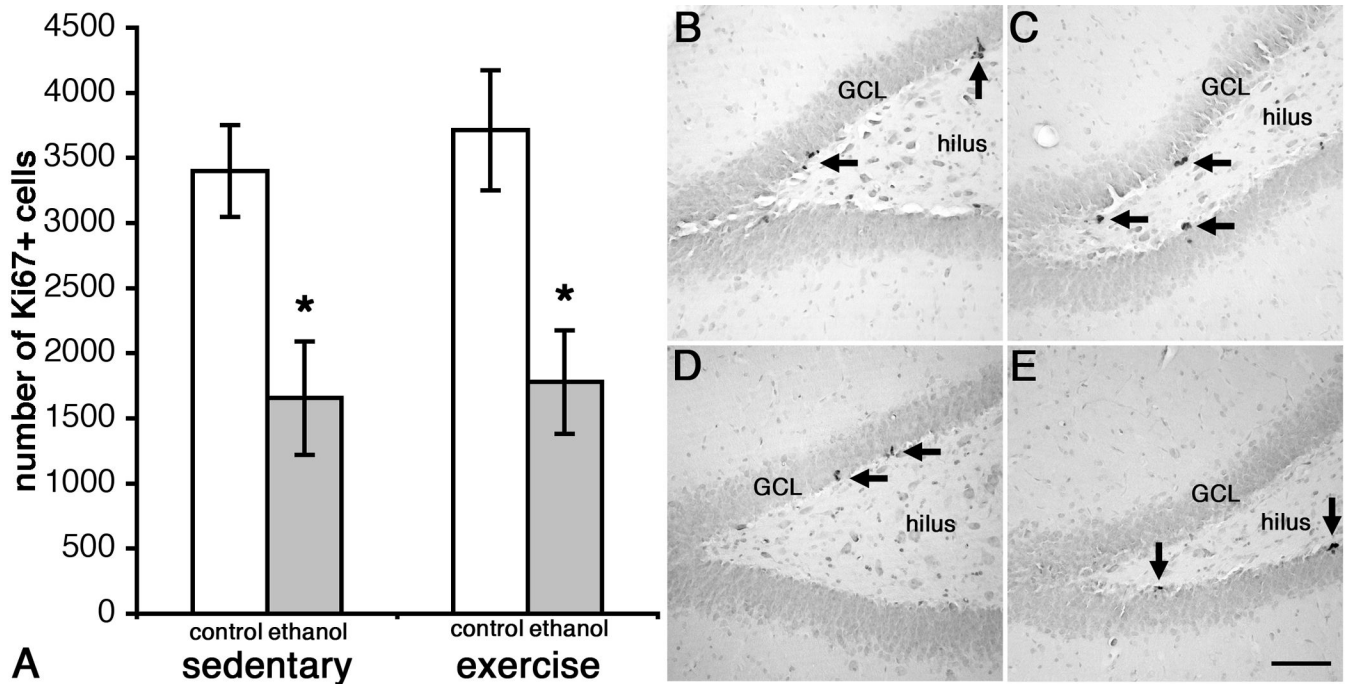 number of Ki67+ cells
4500
4000
3500
3000
2500
2000
1500
1000
500
0
*
*
control ethanol
control ethanol
sedentary
exercise
A
B
GCL
hilus
C
GCL
hilus
D
GCL
hilus
E
GCL
hilus